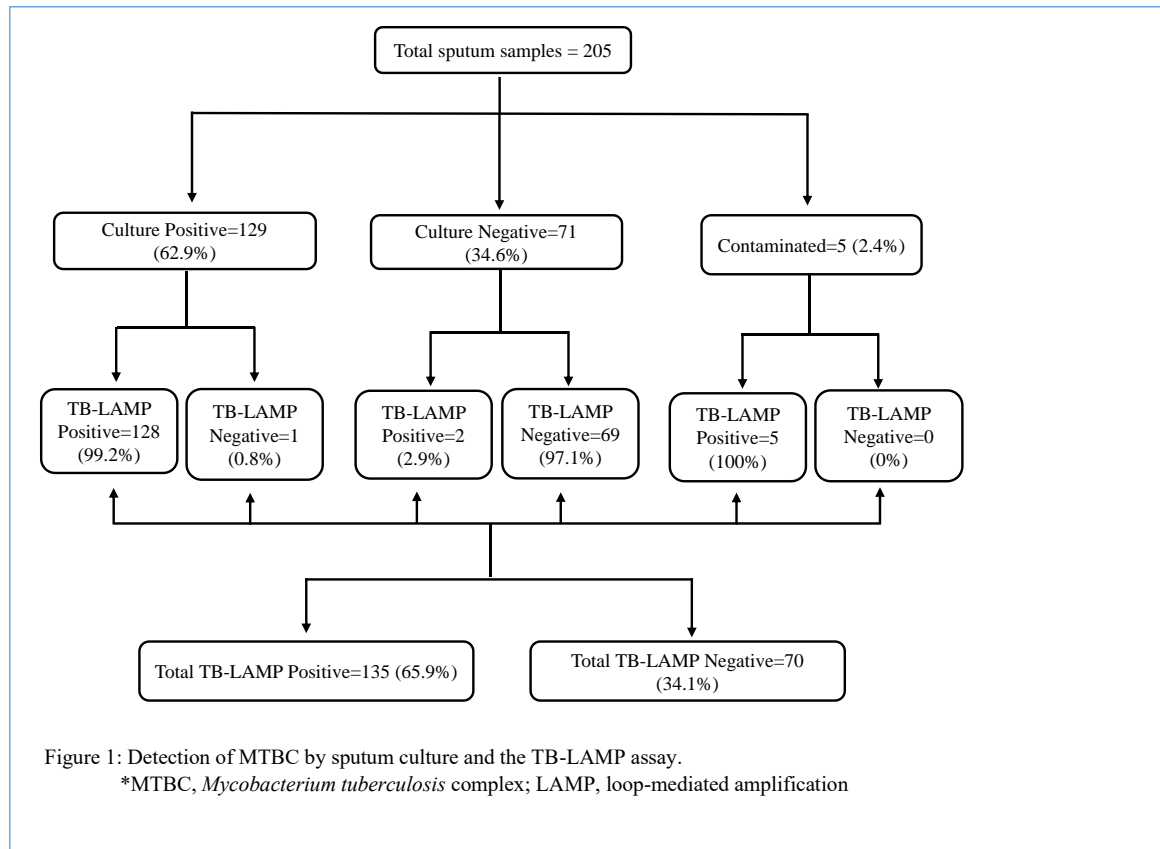 Total sputum samples = 205
Culture Positive=129
(62.9%)
Culture Negative=71
(34.6%)
Contaminated=5 (2.4%)
TB-LAMP
Positive=128
(99.2%)
TB-LAMP
Negative=1
(0.8%)
TB-LAMP
Positive=2
(2.9%)
TB-LAMP
Negative=69
(97.1%)
TB-LAMP
Positive=5
(100%)
TB-LAMP
Negative=0
(0%)
Total TB-LAMP Positive=135 (65.9%)
Total TB-LAMP Negative=70
(34.1%)
Figure 1: Detection of MTBC by sputum culture and the TB-LAMP assay.
*MTBC, Mycobacterium tuberculosis complex; LAMP, loop-mediated amplification